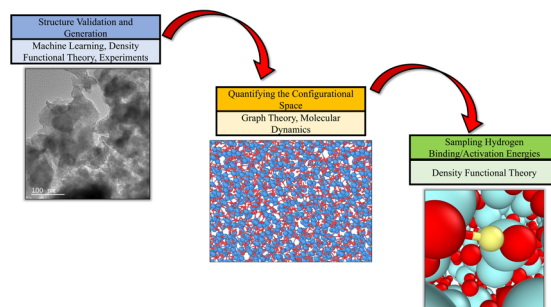 Structure Validation and
Generation
Machine Learning, Density
Functional Theory, Experiments
100 nm
Quantifying the Configurational
Space
Graph Theory, Molecular
Dynamics
Sampling Hydrogen
Binding/Activation Energies
Density Functional Theory